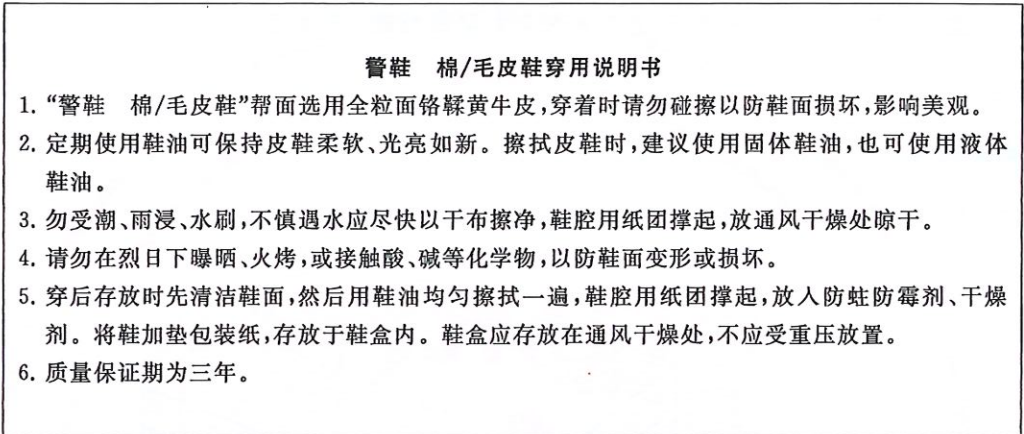 警鞋　棉/毛皮鞋穿用说明书
1. “警鞋　棉/毛皮鞋”帮面选用全粒面铬鞣黄牛皮,穿着时请勿碰擦以防鞋面损坏,影响美观。
2. 定期使用鞋油可保持皮鞋柔软、光亮如新。擦拭皮鞋时,建议使用固体鞋油,也可使用液体
鞋油。
3. 勿受潮、雨浸、水刷,不慎遇水应尽快以干布擦净,鞋腔用纸团撑起,放通风干燥处晾干。
4. 请勿在烈日下曝晒、火烤,或接触酸、碱等化学物,以防鞋面变形或损坏。
5. 穿后存放时先清洁鞋面,然后用鞋油均匀擦拭一遍,鞋腔用纸团撑起,放入防蛀防霉剂、干燥
剂。将鞋加垫包装纸,存放于鞋盒内。鞋盒应存放在通风干燥处,不应受重压放置。
6. 质量保证期为三年。